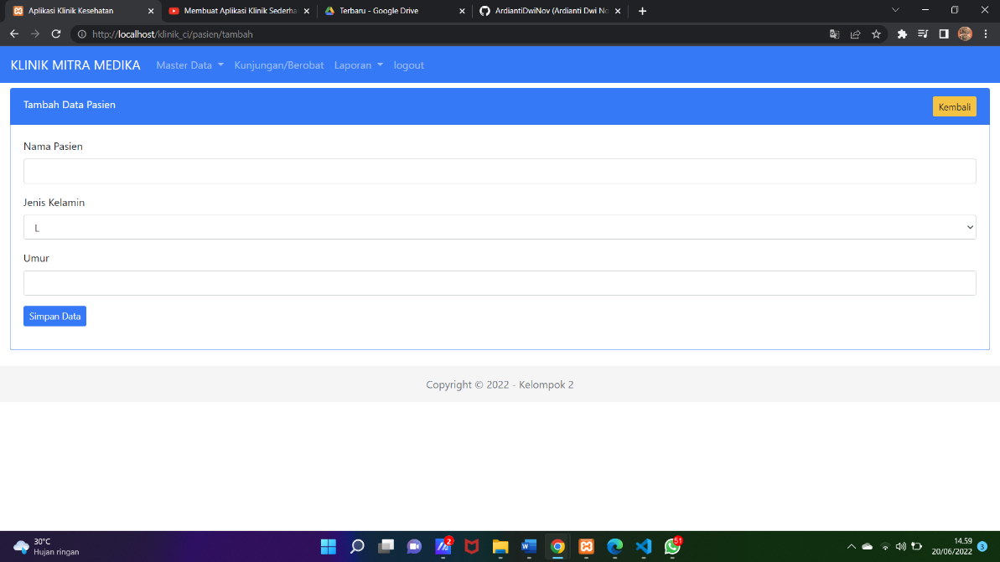 Aplikasi Klinik Kesehatan
Membuat Aplikasi Klinik Sederha
Terbaru - Google Drive
ArdiantiDwiNov (Ardianti Dwi No
http://localhost/klinik_ci/pasien/tambah
KLINIK MITRA MEDIKA Master Data Kunjungan/Berobat Laporan logout
Tambah Data Pasien
Kembali
Nama Pasien
Jenis Kelamin
L
Umur
Simpan Data
Copyright © 2022 - Kelompok 2
30°C
Hujan ringan
2
51
14.59
20/06/2022
3